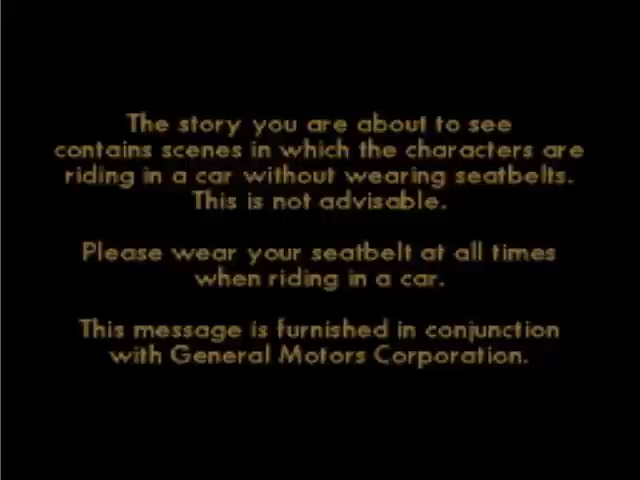 The story you are about to see
contains scenes in which the characters are
riding in a car without wearing seatbelts.
This is not advisable.
Please wear your seatbelt at all times
when riding in a car.
This message is furnished in conjunction
with General Motors Corporation.